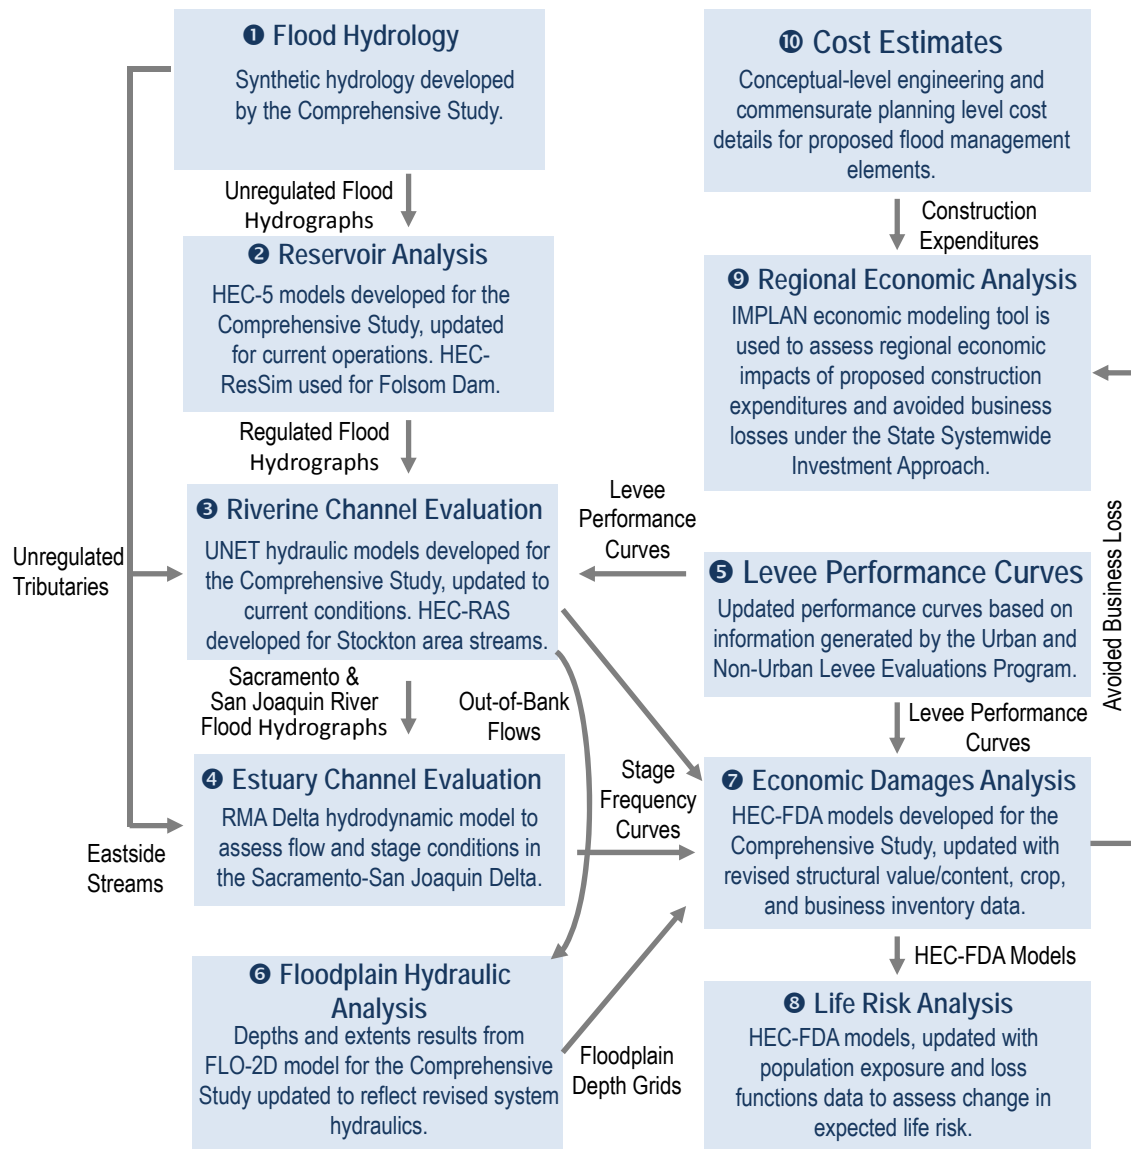 ❶ Flood Hydrology
Synthetic hydrology developed
by the Comprehensive Study.
Unregulated Flood
Hydrographs
❷ Reservoir Analysis
HEC-5 models developed for the
Comprehensive Study, updated
for current operations. HEC-
ResSim used for Folsom Dam.
Regulated Flood
Hydrographs
❸ Riverine Channel Evaluation
UNET hydraulic models developed for
the Comprehensive Study, updated to
current conditions. HEC-RAS
developed for Stockton area streams.
Unregulated
Tributaries
Sacramento &
San Joaquin River
Flood Hydrographs
Out-of-Bank
Flows
❹ Estuary Channel Evaluation
RMA Delta hydrodynamic model to
assess flow and stage conditions in
the Sacramento-San Joaquin Delta.
Eastside
Streams
❻ Floodplain Hydraulic
Analysis
Depths and extents results from
FLO-2D model for the Comprehensive
Study updated to reflect revised system
hydraulics.
Floodplain
Depth Grids
Stage
Frequency
Curves
Levee
Performance
Curves
❿ Cost Estimates
Conceptual-level engineering and
commensurate planning level cost
details for proposed flood management
elements.
Construction
Expenditures
❾ Regional Economic Analysis
IMPLAN economic modeling tool is
used to assess regional economic
impacts of proposed construction
expenditures and avoided business
losses under the State Systemwide
Investment Approach.
❺ Levee Performance Curves
Updated performance curves based on
information generated by the Urban and
Non-Urban Levee Evaluations Program.
Levee Performance
Curves
Avoided Business Loss
❼ Economic Damages Analysis
HEC-FDA models developed for the
Comprehensive Study, updated with
revised structural value/content, crop,
and business inventory data.
HEC-FDA Models
❽ Life Risk Analysis
HEC-FDA models, updated with
population exposure and loss
functions data to assess change in
expected life risk.